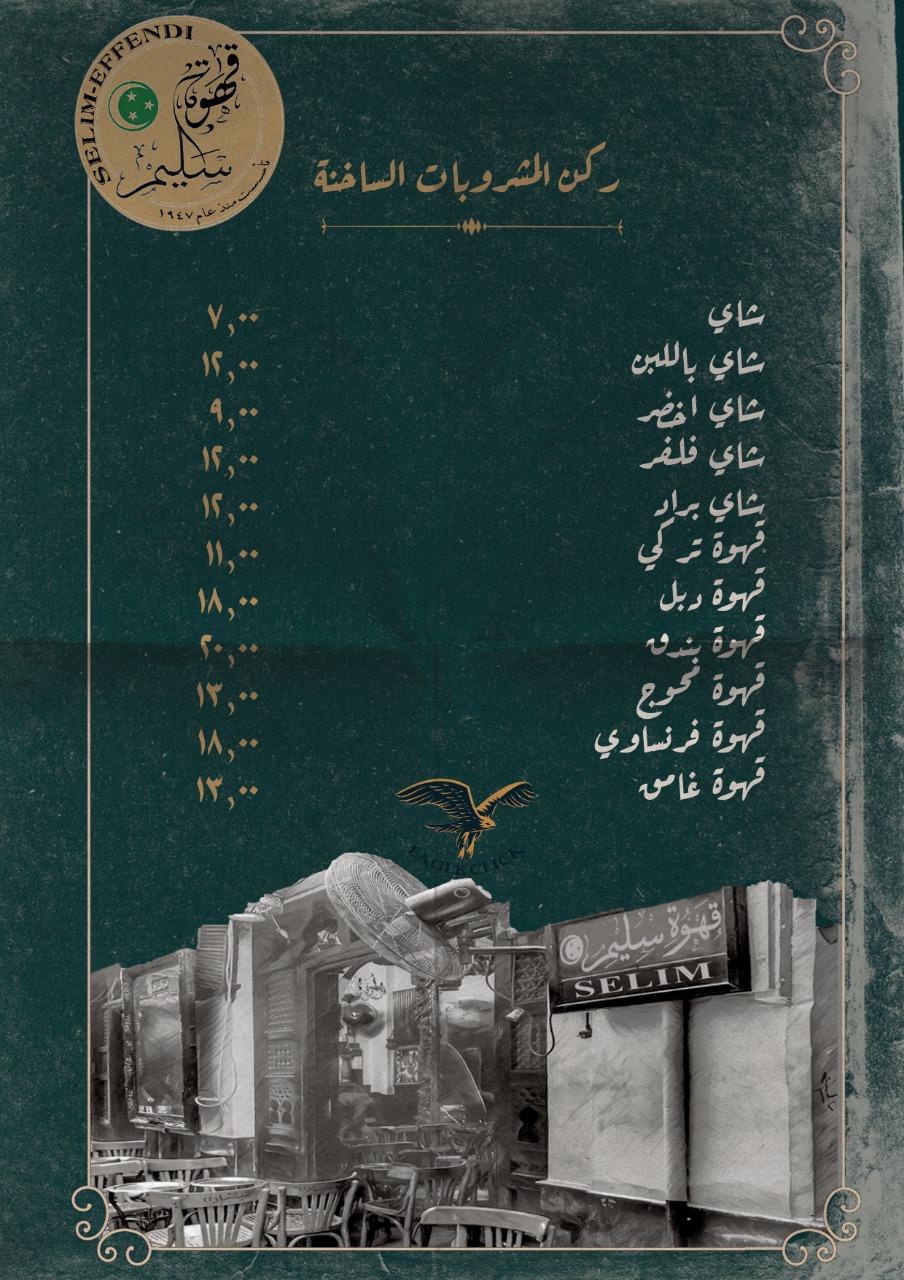 SELIM-EFFENDI
قهوة
سليم
تأسست منذ عام ١٩٤٧
ركن المشروبات الساخنة
شاي ٧,٠٠
شاي باللبن ١٢,٠٠
شاي اخضر ٩,٠٠
شاي فلفر ١٢,٠٠
شاي براد ١٢,٠٠
قهوة تركي ١١,٠٠
قهوة دبل ١٨,٠٠
قهوة بندق ٢٠,٠٠
قهوة محوج ١٣,٠٠
قهوة فرنساوي ١٨,٠٠
قهوة غامق ١٣,٠٠
EAGLE CLICK
قهوة سليم
SELIM